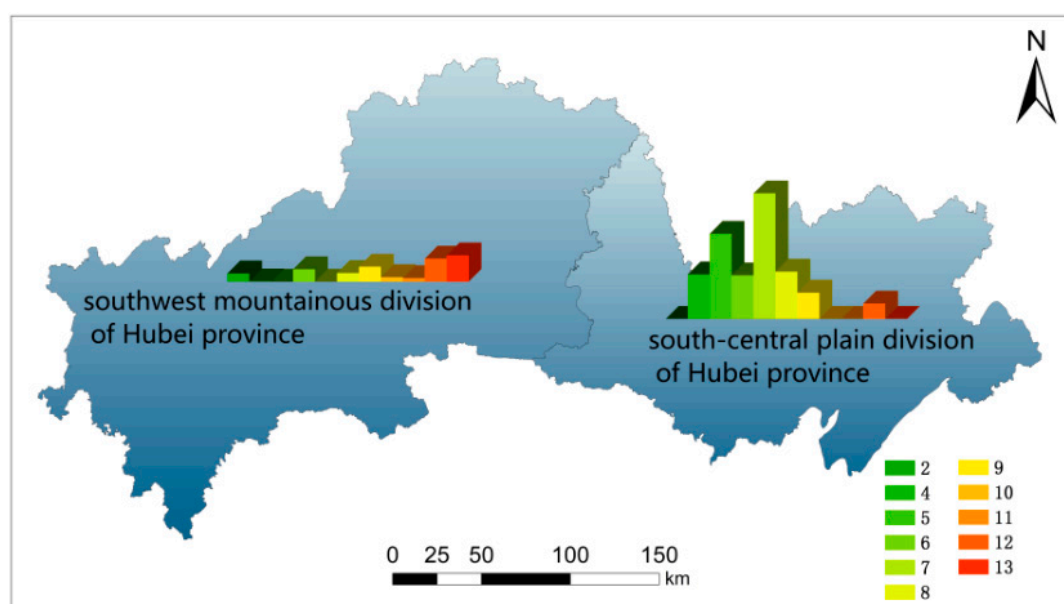 N
southwest mountainous division
of Hubei province
south-central plain division
of Hubei province
2
4
5
6
7
8
9
10
11
12
13
0 25 50 100 150
km